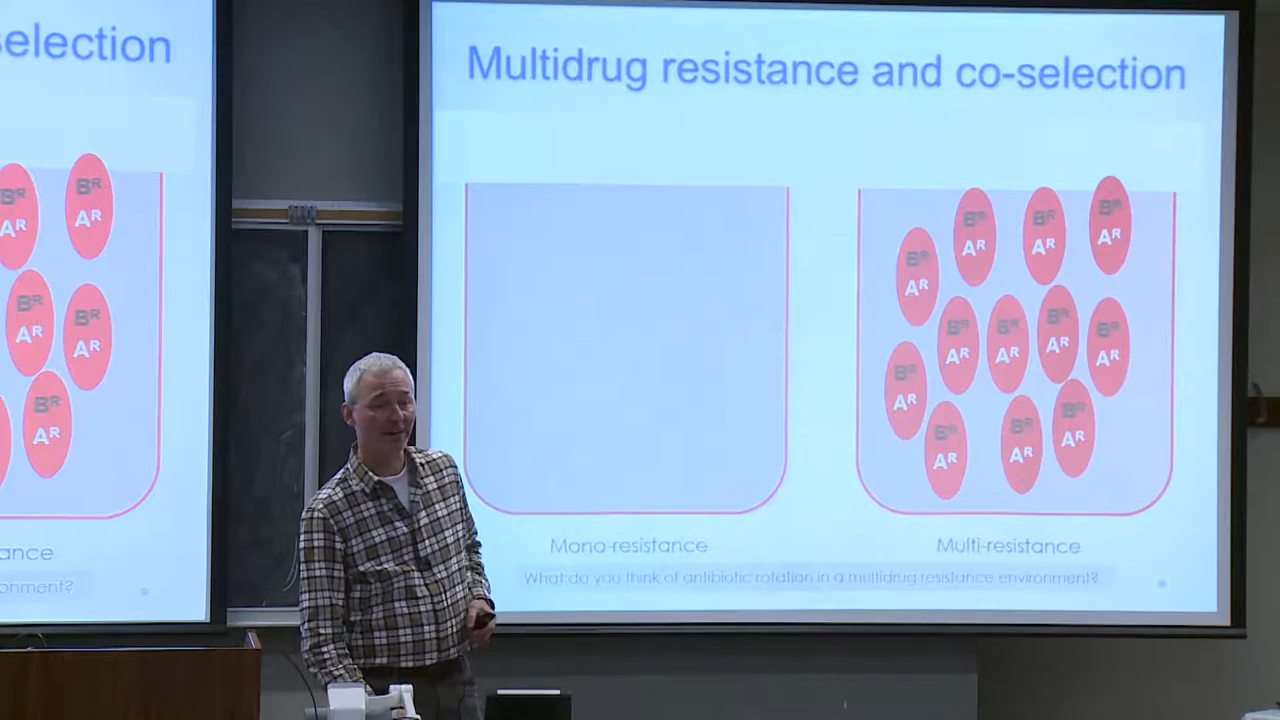 selection
BR
AR
BR
AR
BR
AR
BR
AR
BR
AR
ance
onment?
Multidrug resistance and co-selection
BR
AR
BR
AR
BR
AR
BR
AR
BR
AR
BR
AR
BR
AR
BR
AR
BR
AR
BR
AR
BR
AR
BR
AR
Mono-resistance
Multi-resistance
What do you think of antibiotic rotation in a multidrug resistance environment?